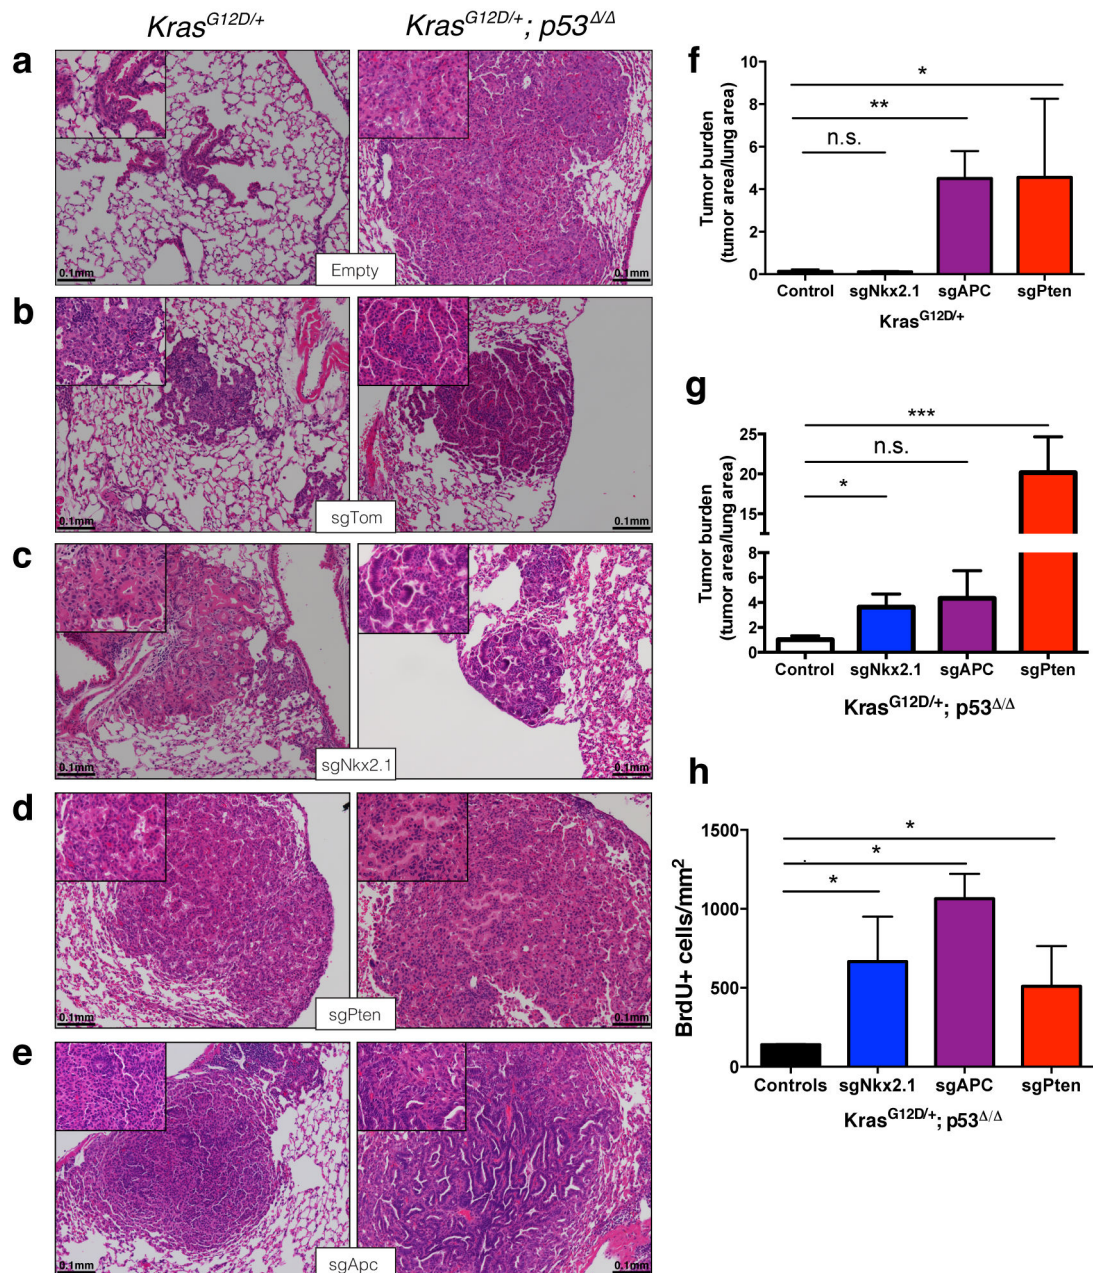 Kras^G12D/+
Kras^G12D/+; p53^Δ/Δ
a
0.1mm
0.1mm
Empty
b
0.1mm
0.1mm
sgTom
c
0.1mm
0.1mm
sgNkx2.1
d
0.1mm
0.1mm
sgPten
e
0.1mm
0.1mm
sgApc
f
Tumor burden
(tumor area/lung area)
10
8
6
4
2
0
*
**
n.s.
Control sgNkx2.1 sgAPC sgPten
Kras^G12D/+
g
Tumor burden
(tumor area/lung area)
25
20
15
8
6
4
2
0
***
n.s.
*
Control sgNkx2.1 sgAPC sgPten
Kras^G12D/+; p53^Δ/Δ
h
BrdU+ cells/mm²
1500
1000
500
0
*
*
*
Controls sgNkx2.1 sgAPC sgPten
Kras^G12D/+; p53^Δ/Δ